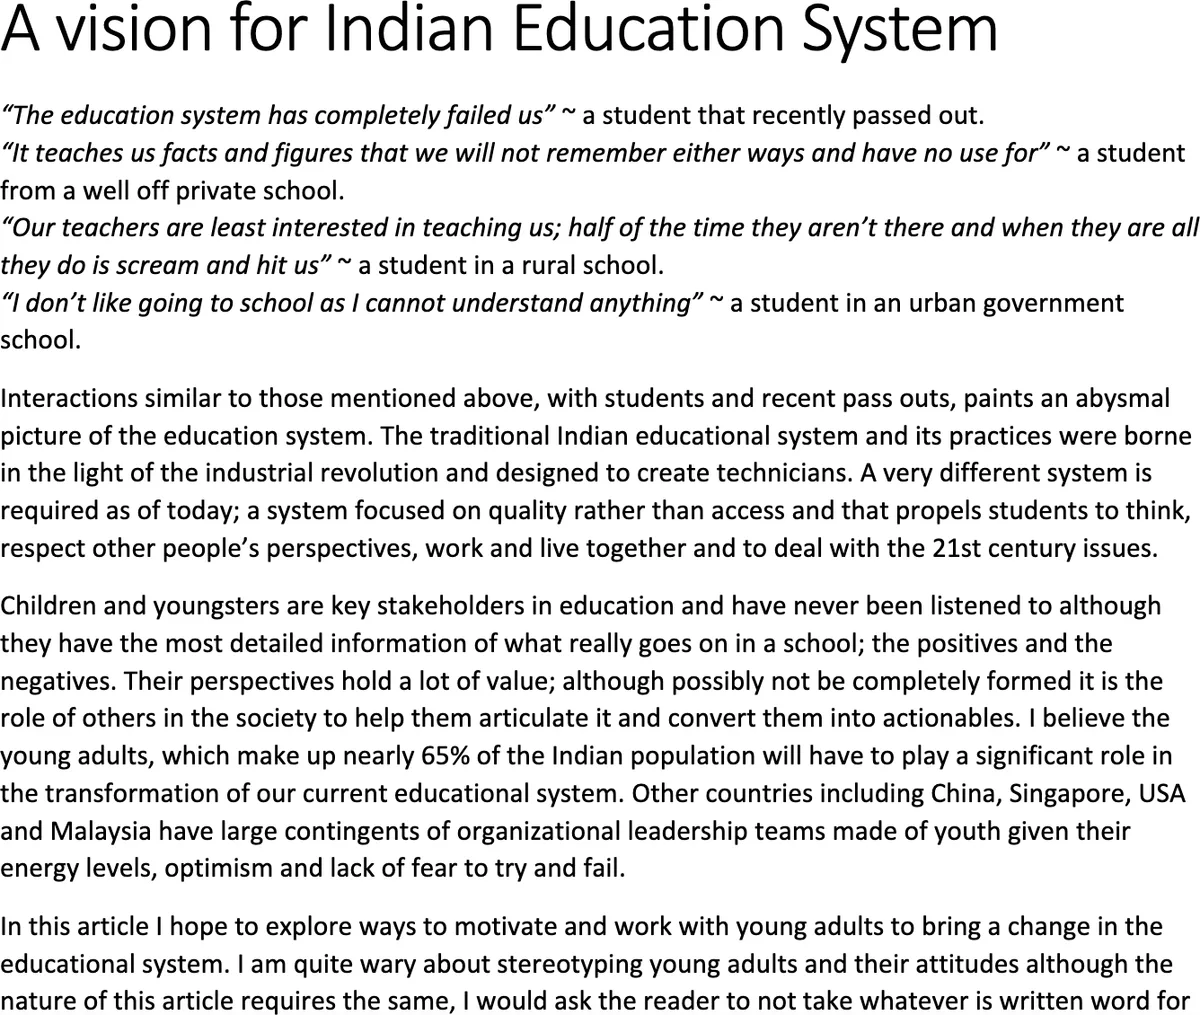 A vision for Indian Education System
“The education system has completely failed us” ~ a student that recently passed out.
“It teaches us facts and figures that we will not remember either ways and have no use for” ~ a student
from a well off private school.
“Our teachers are least interested in teaching us; half of the time they aren’t there and when they are all
they do is scream and hit us” ~ a student in a rural school.
“I don’t like going to school as I cannot understand anything” ~ a student in an urban government
school.
Interactions similar to those mentioned above, with students and recent pass outs, paints an abysmal
picture of the education system. The traditional Indian educational system and its practices were borne
in the light of the industrial revolution and designed to create technicians. A very different system is
required as of today; a system focused on quality rather than access and that propels students to think,
respect other people’s perspectives, work and live together and to deal with the 21st century issues.
Children and youngsters are key stakeholders in education and have never been listened to although
they have the most detailed information of what really goes on in a school; the positives and the
negatives. Their perspectives hold a lot of value; although possibly not be completely formed it is the
role of others in the society to help them articulate it and convert them into actionables. I believe the
young adults, which make up nearly 65% of the Indian population will have to play a significant role in
the transformation of our current educational system. Other countries including China, Singapore, USA
and Malaysia have large contingents of organizational leadership teams made of youth given their
energy levels, optimism and lack of fear to try and fail.
In this article I hope to explore ways to motivate and work with young adults to bring a change in the
educational system. I am quite wary about stereotyping young adults and their attitudes although the
nature of this article requires the same, I would ask the reader to not take whatever is written word for